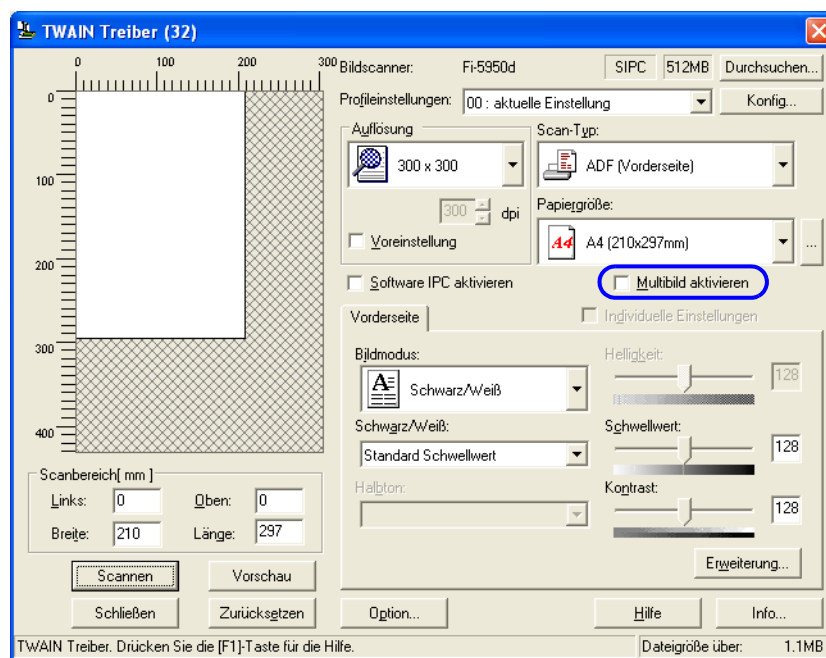 TWAIN Treiber (32)
0 100 200 300
0
100
200
300
400
Bildscanner: Fi-5950d SIPC 512MB Durchsuchen...
Profileinstellungen: 00 : aktuelle Einstellung Konfig...
Auflösung
300 x 300
300 dpi
Voreinstellung
Scan-Typ:
ADF (Vorderseite)
Papiergröße:
A4 A4 (210x297mm) ...
Software IPC aktivieren Multibild aktivieren
Vorderseite Individuelle Einstellungen
Bildmodus:
A Schwarz/Weiß
Schwarz/Weiß:
Standard Schwellwert
Halbton:
Helligkeit:
128
Schwellwert:
128
Kontrast:
128
Erweiterung...
Scanbereich[ mm ]
Links: 0 Oben: 0
Breite: 210 Länge: 297
Scannen Vorschau
Schließen Zurücksetzen Option... Hilfe Info...
TWAIN Treiber. Drücken Sie die [F1]-Taste für die Hilfe. Dateigröße über: 1.1MB